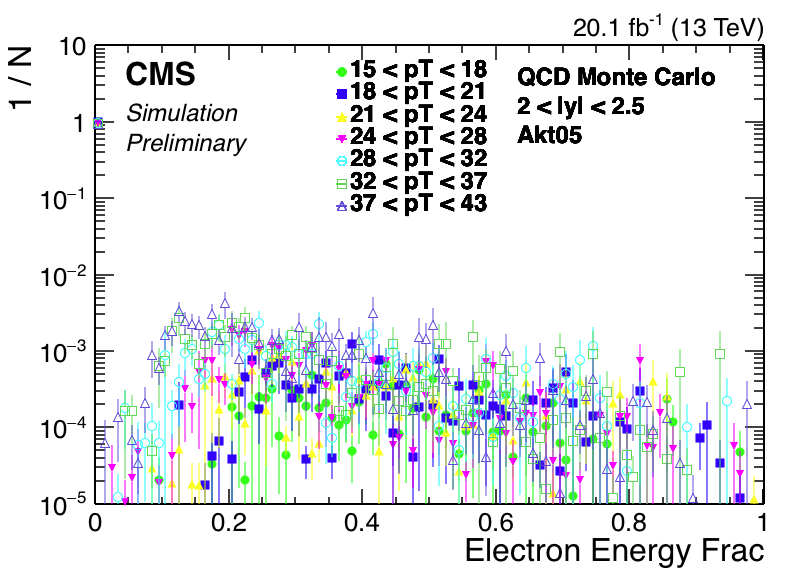 20.1 fb⁻¹ (13 TeV)
1 / N
CMS
Simulation
Preliminary
15 < pT < 18
18 < pT < 21
21 < pT < 24
24 < pT < 28
28 < pT < 32
32 < pT < 37
37 < pT < 43
QCD Monte Carlo
2 < lyl < 2.5
Akt05
10
1
10⁻¹
10⁻²
10⁻³
10⁻⁴
10⁻⁵
0 0.2 0.4 0.6 0.8 1
Electron Energy Frac